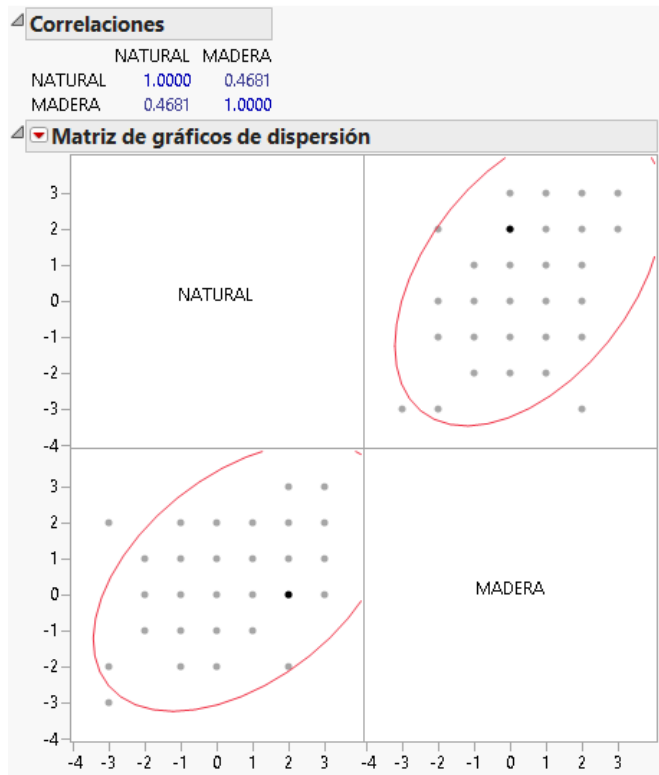 Correlaciones
NATURAL MADERA
NATURAL 1.0000 0.4681
MADERA 0.4681 1.0000
Matriz de gráficos de dispersión
3
2
1
0
-1
-2
-3
-4
NATURAL
3
2
1
0
-1
-2
-3
-4
MADERA
-4 -3 -2 -1 0 1 2 3 -4 -3 -2 -1 0 1 2 3